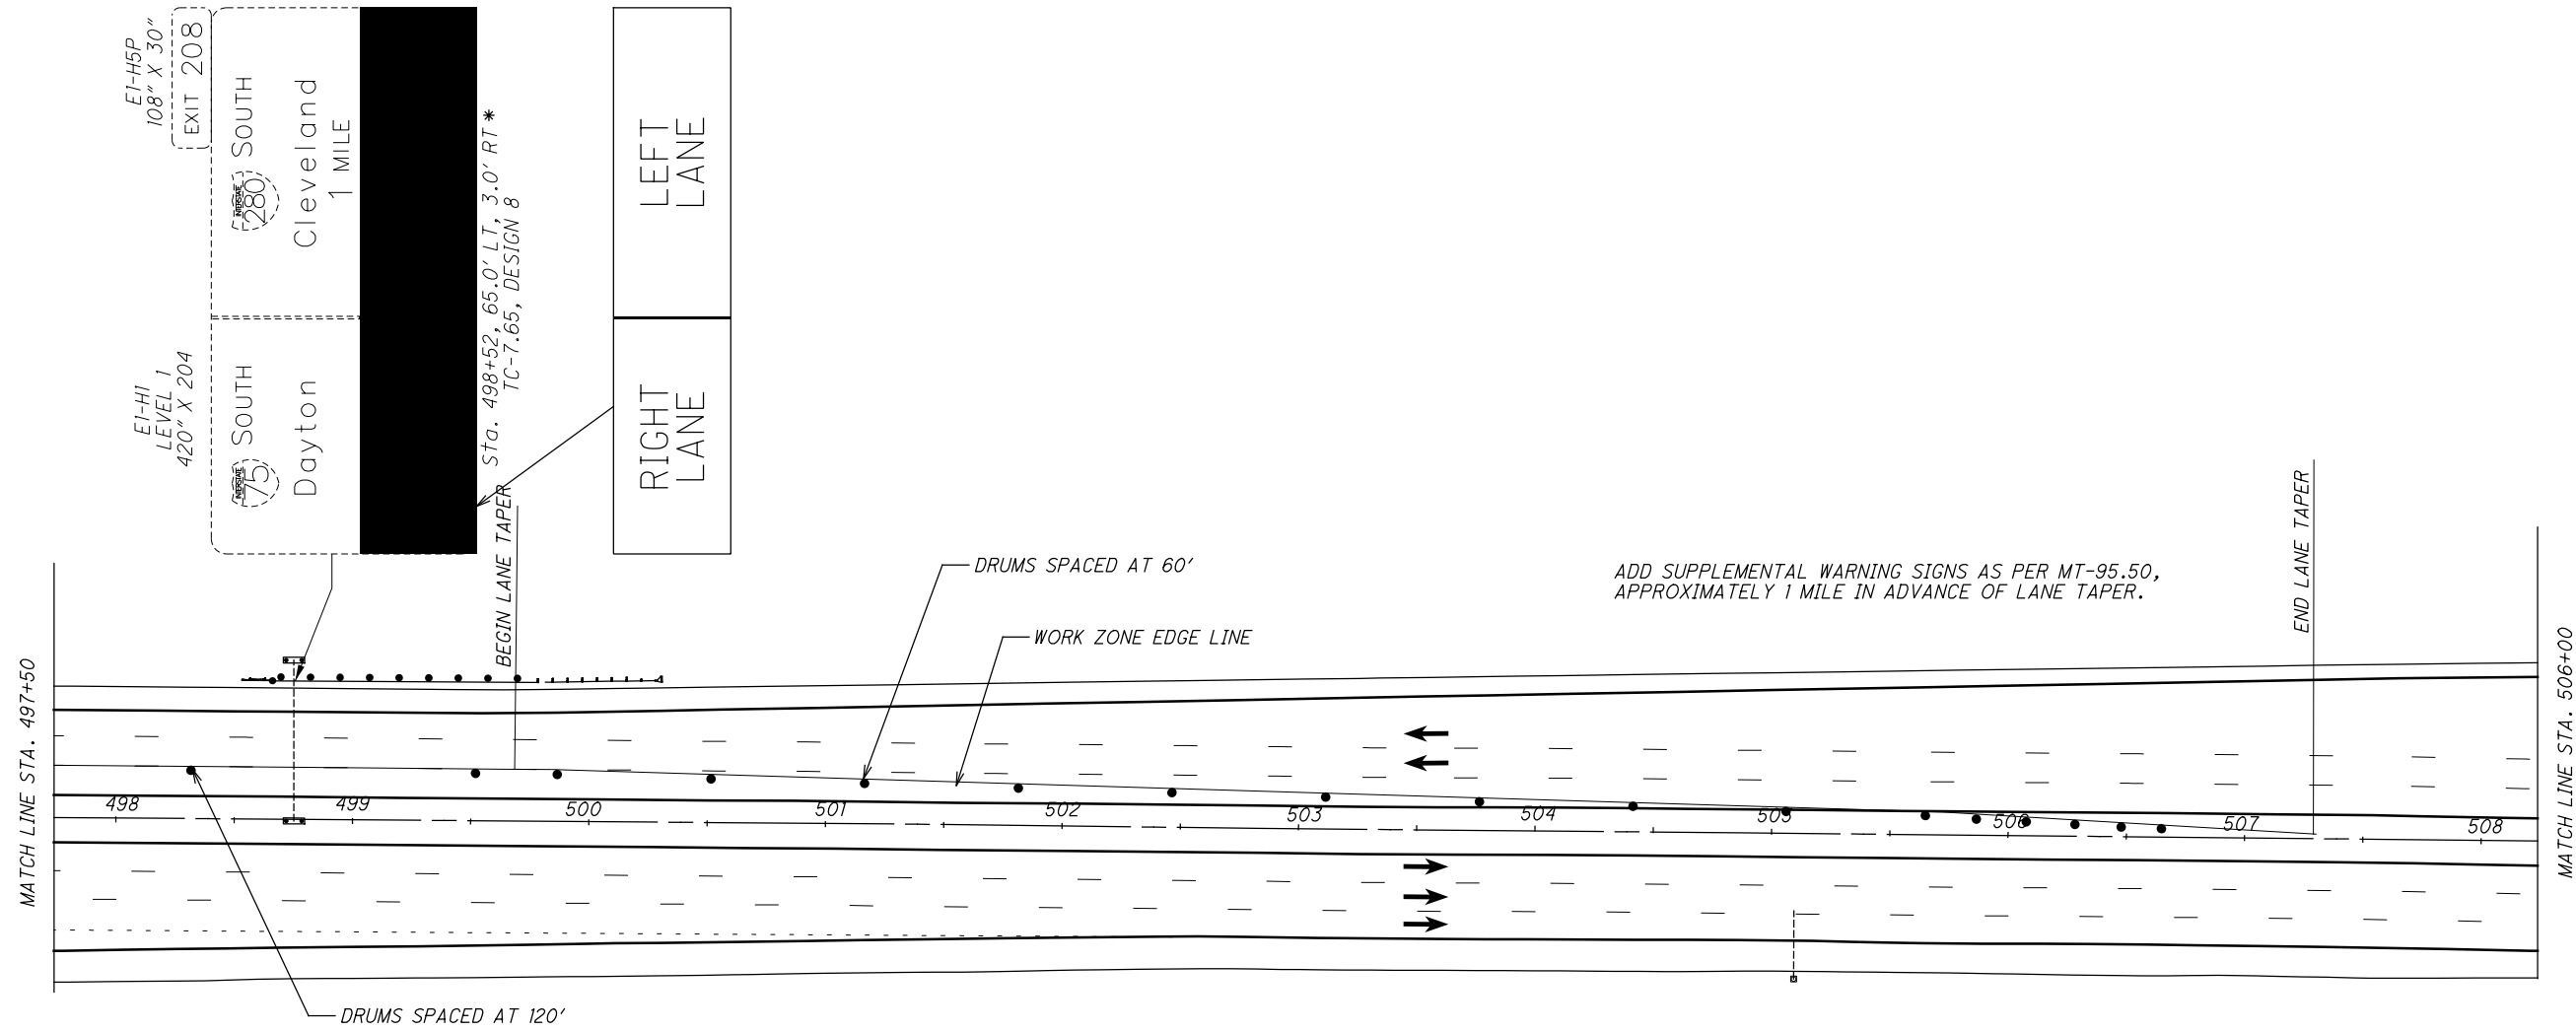 E1-H5P
108" X 30"
EXIT 208
INTERSTATE
280 SOUTH
Cleveland
1 MILE
E1-H1
LEVEL 1
420" X 204
INTERSTATE
75 SOUTH
Dayton
Sta. 498+52, 65.0' LT, 3.0' RT *
TC-7.65, DESIGN 8
LEFT
LANE
RIGHT
LANE
BEGIN LANE TAPER
DRUMS SPACED AT 60'
WORK ZONE EDGE LINE
ADD SUPPLEMENTAL WARNING SIGNS AS PER MT-95.50,
APPROXIMATELY 1 MILE IN ADVANCE OF LANE TAPER.
END LANE TAPER
MATCH LINE STA. 497+50
498 499 500 501 502 503 504 505 506 507 508
MATCH LINE STA. 506+00
DRUMS SPACED AT 120'